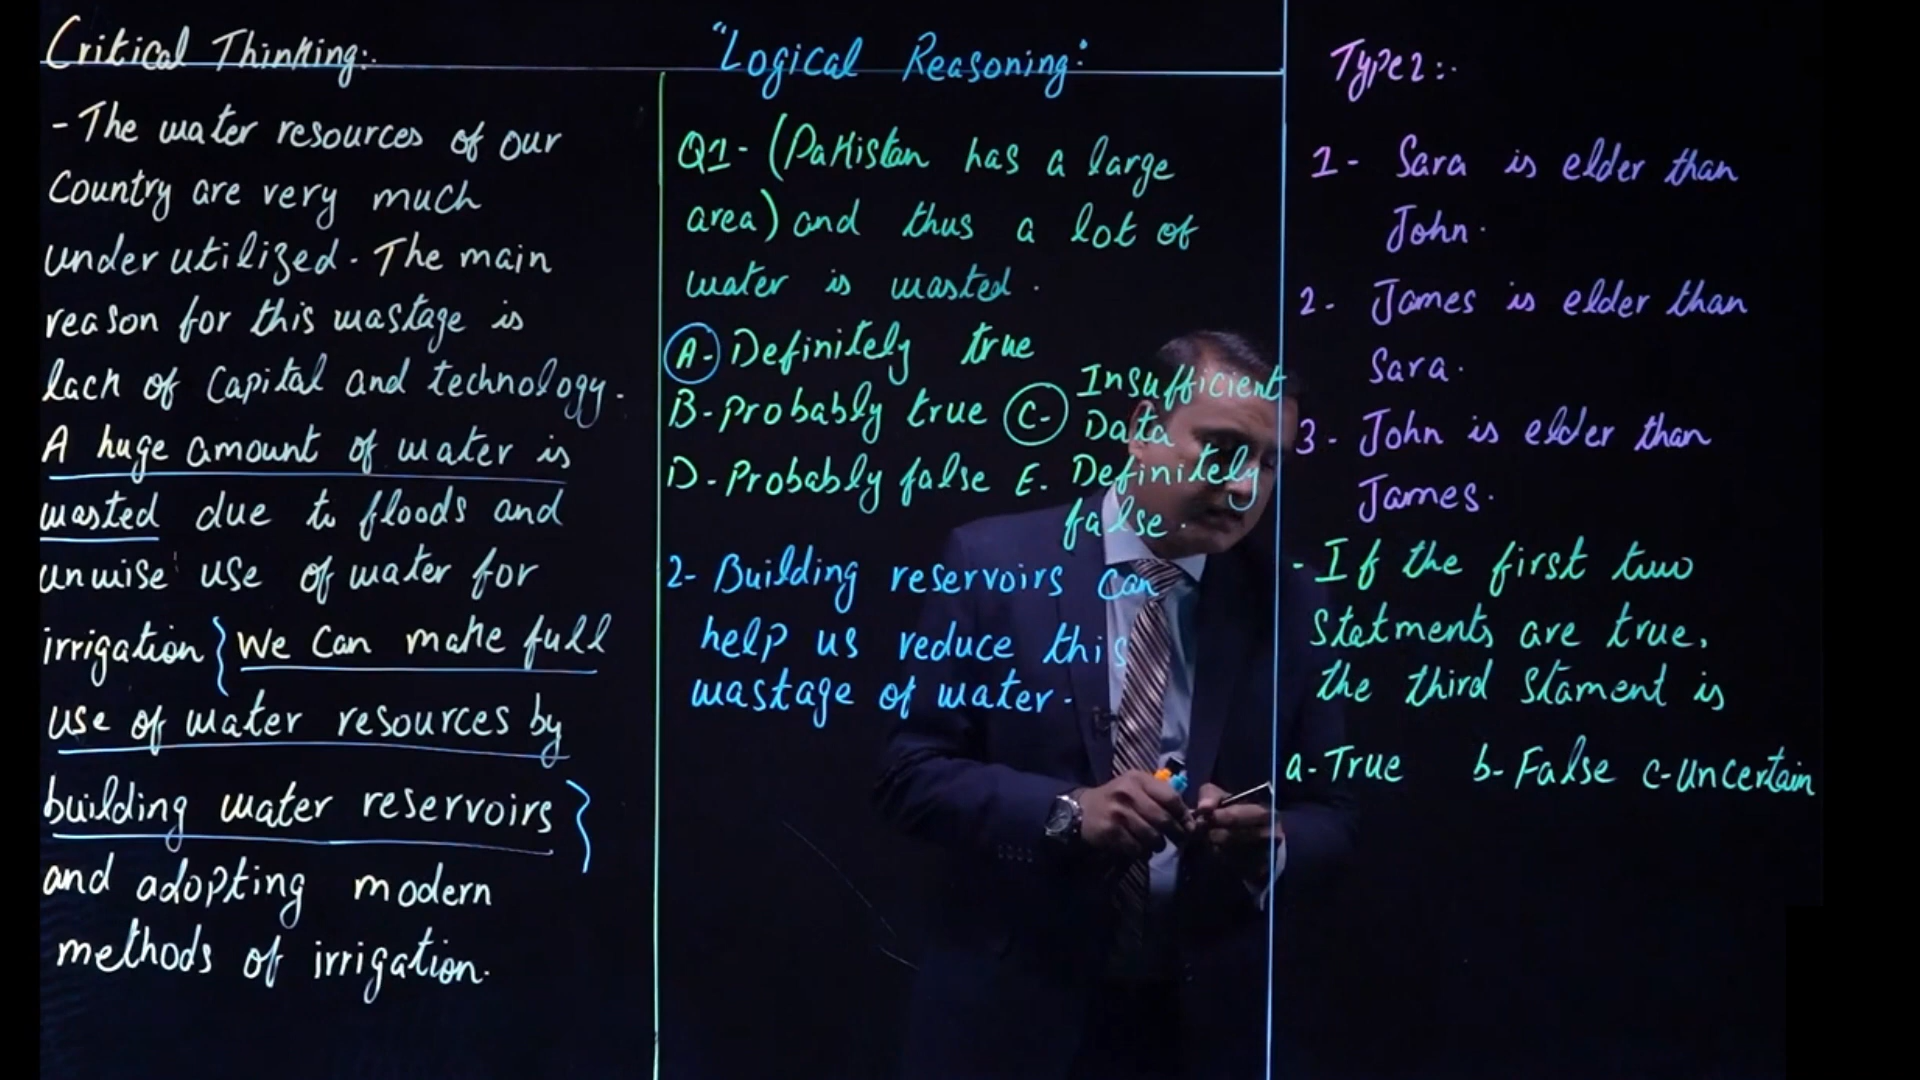 Critical Thinking:.
- The water resources of our
Country are very much
under utilized. The main
reason for this wastage is
lack of Capital and technology.
A huge amount of water is
wasted due to floods and
unwise use of water for
irrigation} We Can make full
use of water resources by
building water reservoirs}
and adopting modern
methods of irrigation.
"Logical Reasoning:
Q1- (Pakistan has a large
area) and thus a lot of
water is wasted.
A- Definitely true
B- Probably true C- Insufficient
Data
D- Probably false E. Definitely
false.
2- Building reservoirs can
help us reduce this
wastage of water.
Type 2:.
1- Sara is elder than
John.
2. James is elder than
Sara.
3- John is elder than
James.
- If the first two
Statments are true,
the third Stament is
a- True b- False c- uncertain